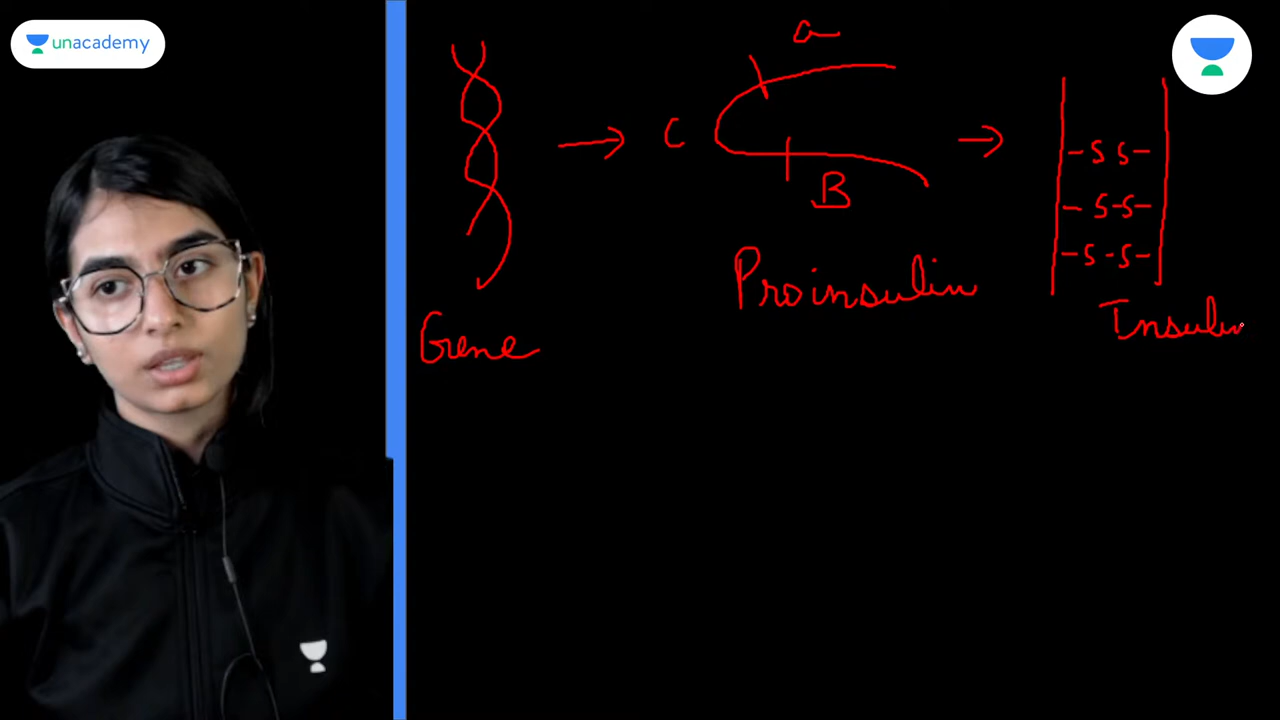 unacademy
a
C
B
-S S-
-S-S-
-S-S-
Proinsulin
Insulin
Gene